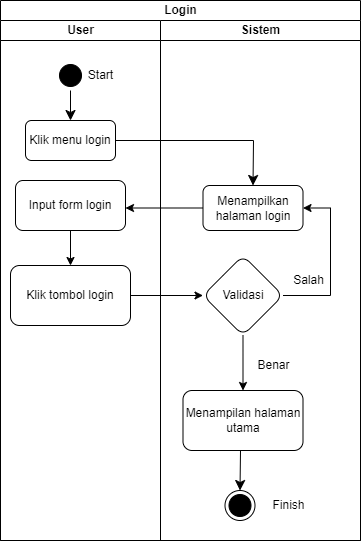 Login
User
Sistem
Start
Klik menu login
Menampilkan
halaman login
Input form login
Klik tombol login
Validasi
Salah
Benar
Menampilan halaman
utama
Finish